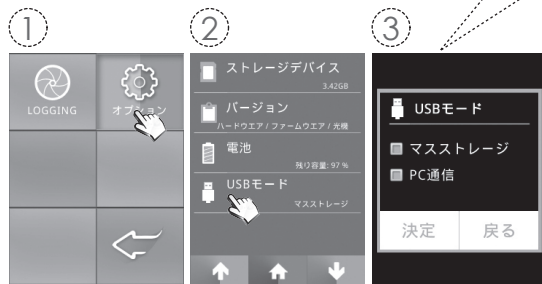 1
LOGGING
オプション
2
ストレージデバイス
3.42GB
バージョン
ハードウエア / ファームウエア / 光機
電池
残り容量: 97 %
USBモード
マスストレージ
3
USBモード
マスストレージ
PC通信
決定
戻る